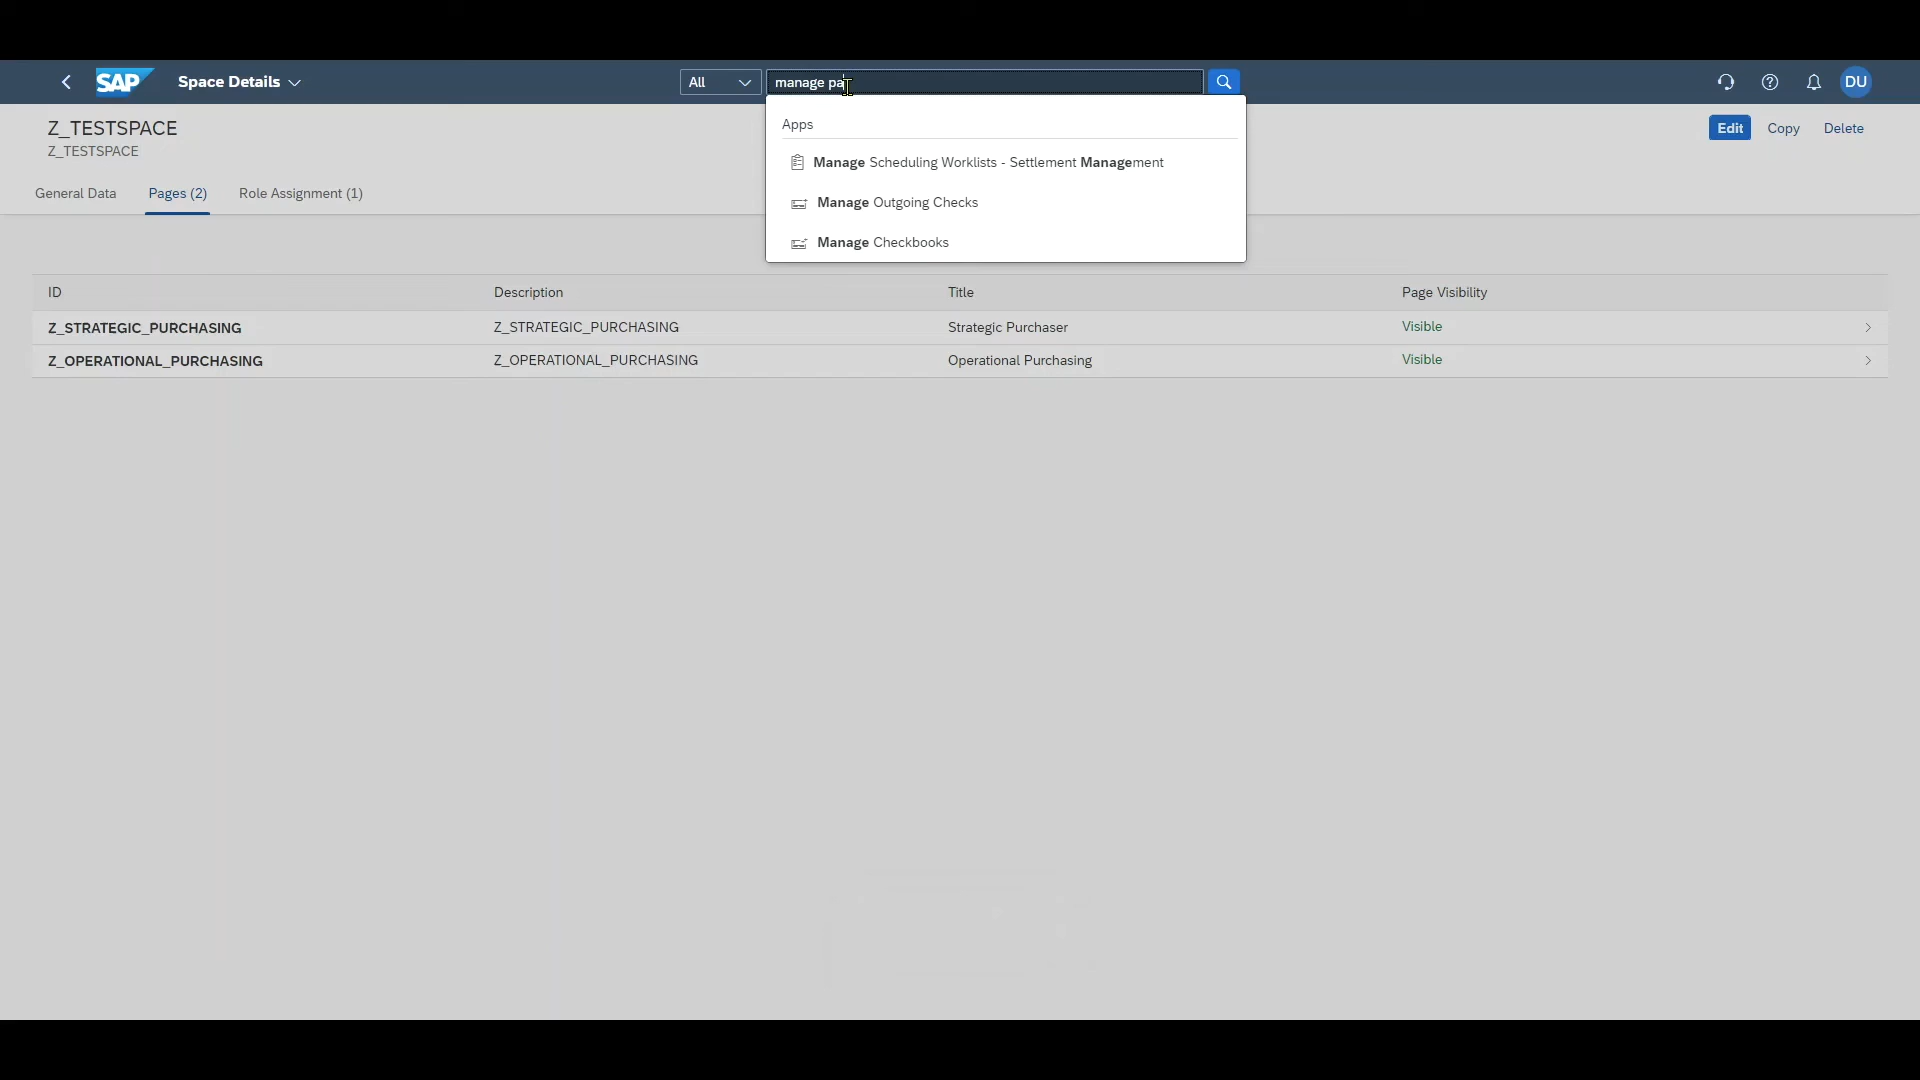 SAP
Space Details
All
manage pa
DU
Apps
Manage Scheduling Worklists - Settlement Management
Manage Outgoing Checks
Manage Checkbooks
Z_TESTSPACE
Z_TESTSPACE
Edit Copy Delete
General Data Pages (2) Role Assignment (1)
ID Description Title Page Visibility
Z_STRATEGIC_PURCHASING Z_STRATEGIC_PURCHASING Strategic Purchaser Visible
Z_OPERATIONAL_PURCHASING Z_OPERATIONAL_PURCHASING Operational Purchasing Visible